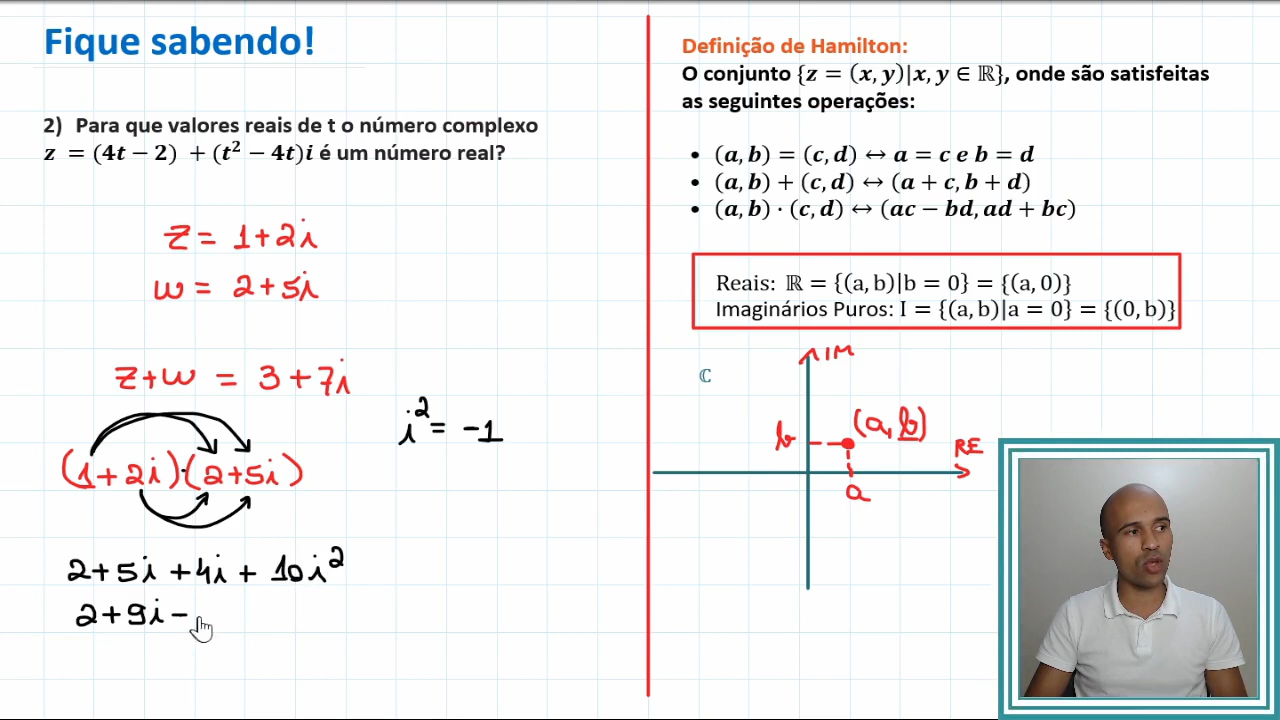 Fique sabendo!
2) Para que valores reais de t o número complexo
z = (4t − 2) + (t² − 4t)i é um número real?
z = 1+2i
w = 2+5i
z+w = 3+7i
i² = -1
(1+2i)·(2+5i)
2+5i+4i+10i²
2+9i-
Definição de Hamilton:
O conjunto {z = (x, y)|x, y ∈ ℝ}, onde são satisfeitas
as seguintes operações:
• (a, b) = (c, d) ↔ a = c e b = d
• (a, b) + (c, d) ↔ (a + c, b + d)
• (a, b) · (c, d) ↔ (ac − bd, ad + bc)
Reais: ℝ = {(a, b)|b = 0} = {(a, 0)}
Imaginários Puros: I = {(a, b)|a = 0} = {(0, b)}
IM
ℂ
(a, b)
b
RE
a